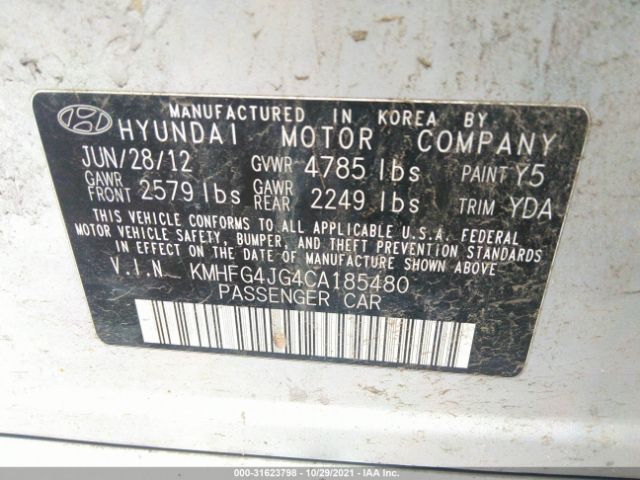 MANUFACTURED IN KOREA BY
HYUNDAI MOTOR COMPANY
JUN/28/12 GVWR 4785 lbs PAINT Y5
GAWR FRONT 2579 lbs GAWR REAR 2249 lbs TRIM YDA
THIS VEHICLE CONFORMS TO ALL APPLICABLE U.S.A. FEDERAL
MOTOR VEHICLE SAFETY, BUMPER, AND THEFT PREVENTION STANDARDS
IN EFFECT ON THE DATE OF MANUFACTURE SHOWN ABOVE.
V.I.N KMHFG4JG4CA185480
PASSENGER CAR
000-31623798 - 10/29/2021 - IAA Inc.